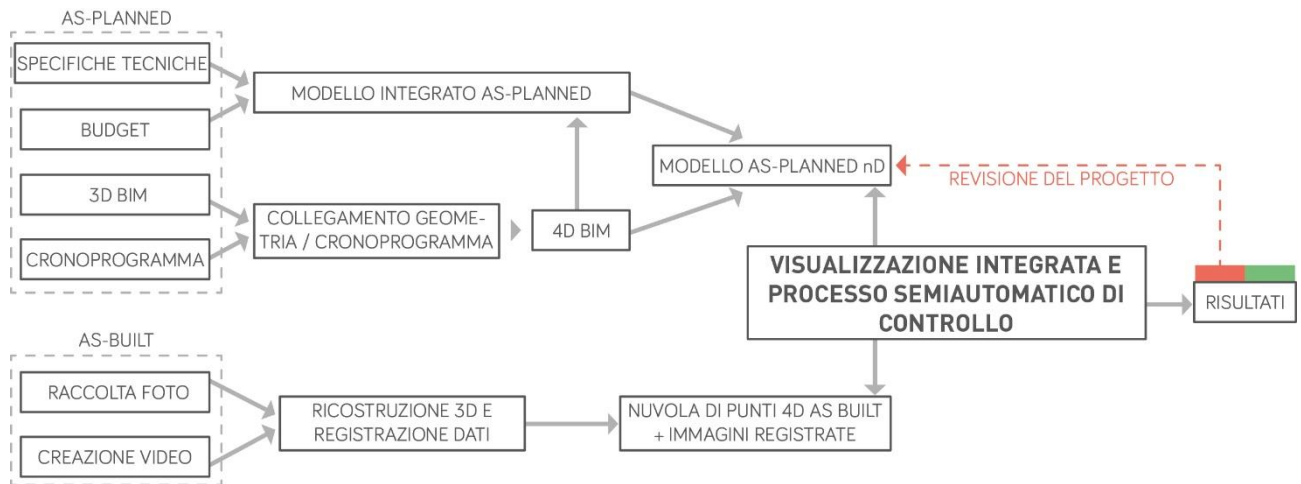 AS-PLANNED
SPECIFICHE TECNICHE
BUDGET
3D BIM
CRONOPROGRAMMA
MODELLO INTEGRATO AS-PLANNED
COLLEGAMENTO GEOME-
TRIA / CRONOPROGRAMMA
4D BIM
MODELLO AS-PLANNED nD
REVISIONE DEL PROGETTO
VISUALIZZAZIONE INTEGRATA E
PROCESSO SEMIAUTOMATICO DI
CONTROLLO
RISULTATI
AS-BUILT
RACCOLTA FOTO
CREAZIONE VIDEO
RICOSTRUZIONE 3D E
REGISTRAZIONE DATI
NUVOLA DI PUNTI 4D AS BUILT
+ IMMAGINI REGISTRATE